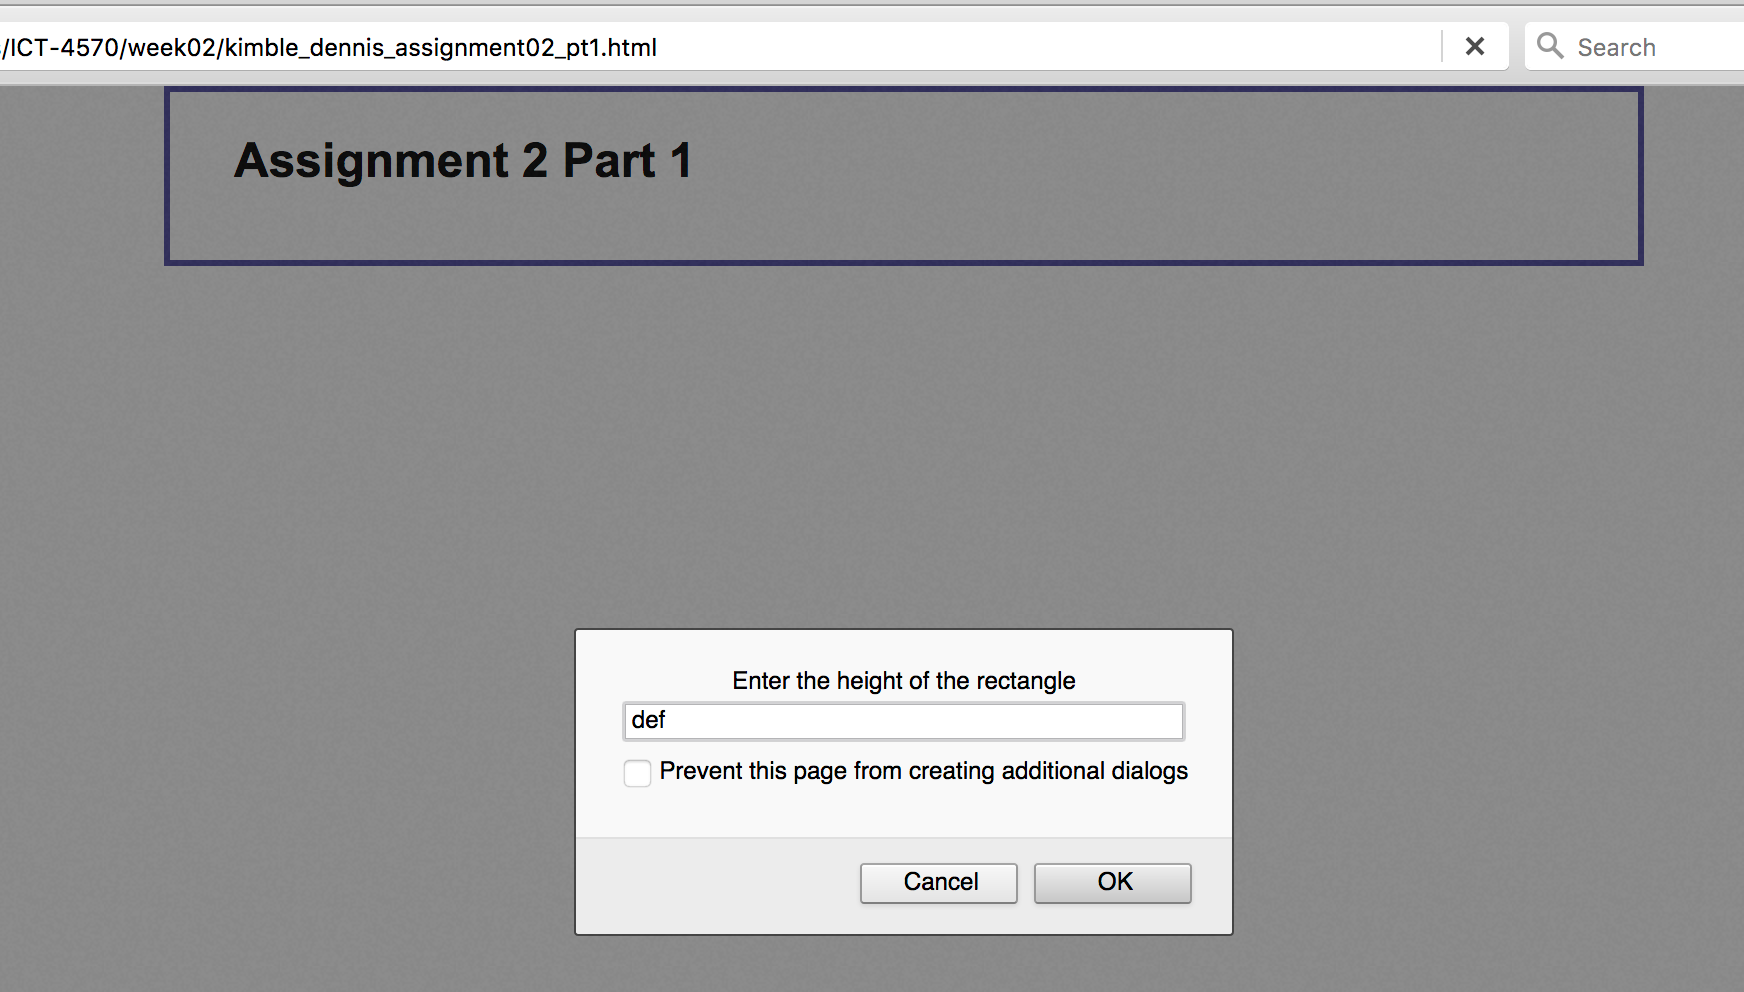 /ICT-4570/week02/kimble_dennis_assignment02_pt1.html
Search
Assignment 2 Part 1
Enter the height of the rectangle
def
Prevent this page from creating additional dialogs
Cancel
OK